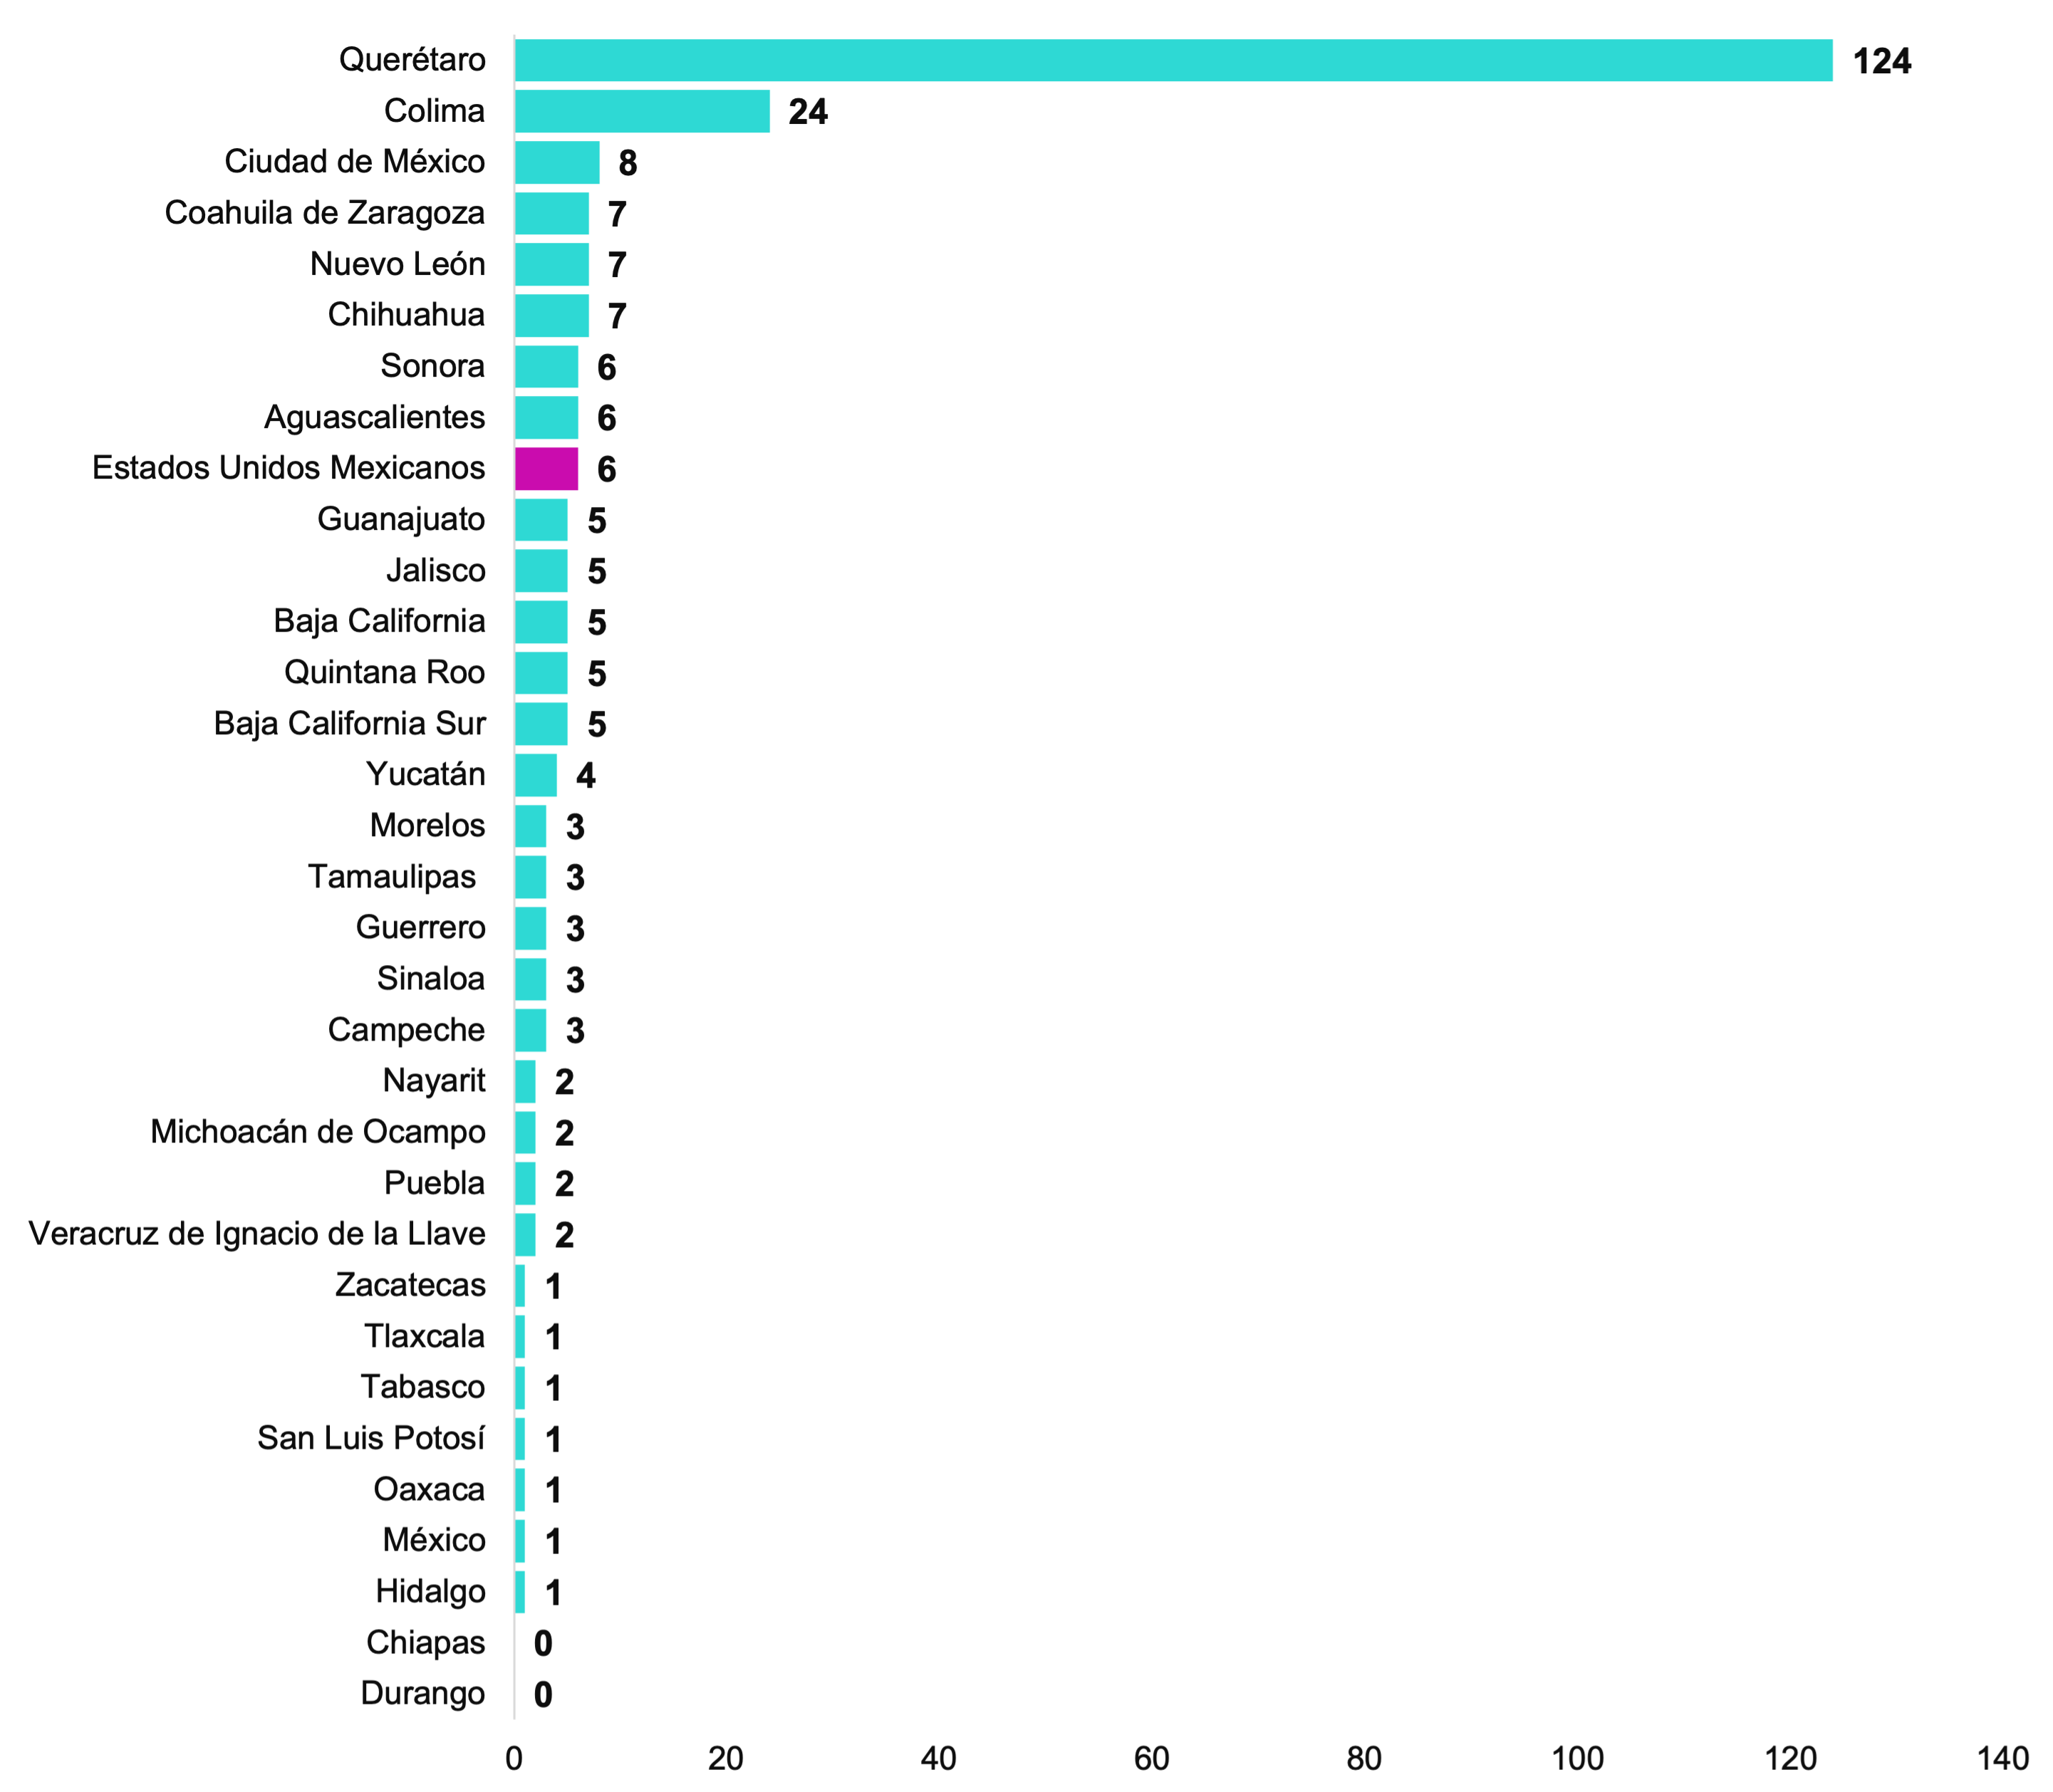 Querétaro 124
Colima 24
Ciudad de México 8
Coahuila de Zaragoza 7
Nuevo León 7
Chihuahua 7
Sonora 6
Aguascalientes 6
Estados Unidos Mexicanos 6
Guanajuato 5
Jalisco 5
Baja California 5
Quintana Roo 5
Baja California Sur 5
Yucatán 4
Morelos 3
Tamaulipas 3
Guerrero 3
Sinaloa 3
Campeche 3
Nayarit 2
Michoacán de Ocampo 2
Puebla 2
Veracruz de Ignacio de la Llave 2
Zacatecas 1
Tlaxcala 1
Tabasco 1
San Luis Potosí 1
Oaxaca 1
México 1
Hidalgo 1
Chiapas 0
Durango 0
0 20 40 60 80 100 120 140